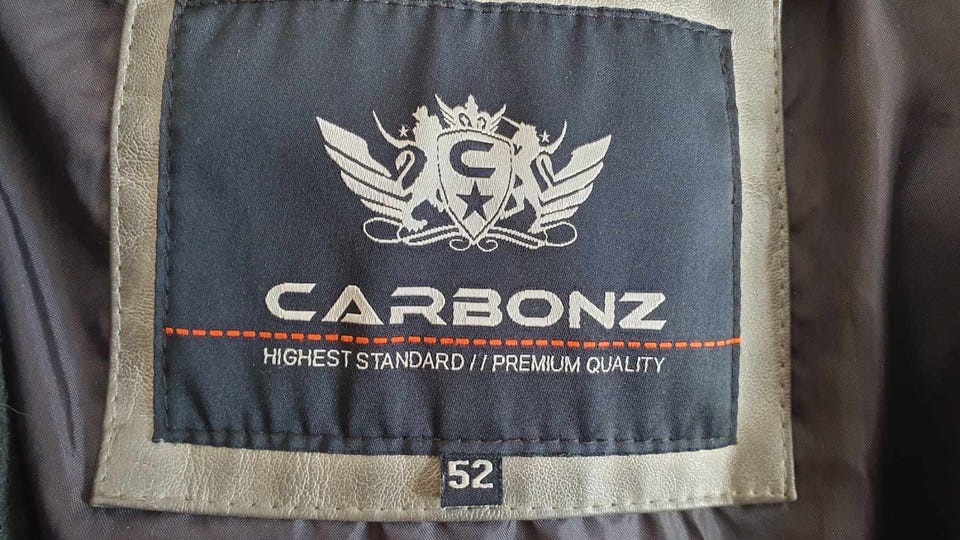 C
CARBONZ
HIGHEST STANDARD // PREMIUM QUALITY
52